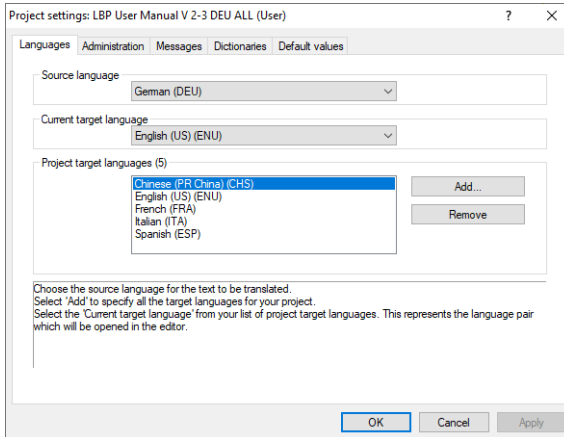 Project settings: LBP User Manual V 2-3 DEU ALL (User)
?
Languages Administration Messages Dictionaries Default values
Source language
German (DEU)
Current target language
English (US) (ENU)
Project target languages (5)
Chinese (PR China) (CHS)
English (US) (ENU)
French (FRA)
Italian (ITA)
Spanish (ESP)
Add...
Remove
Choose the source language for the text to be translated.
Select 'Add' to specify all the target languages for your project.
Select the 'Current target language' from your list of project target languages. This represents the language pair
which will be opened in the editor.
OK Cancel Apply